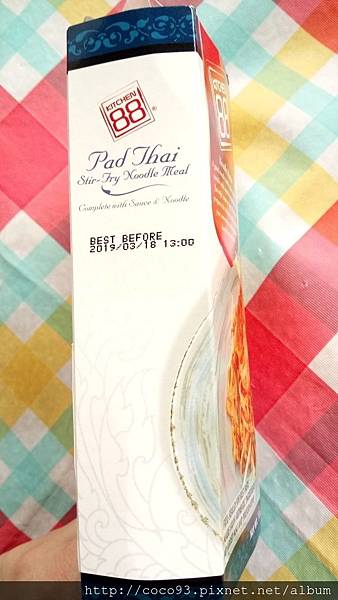 KITCHEN
88
®
Pad Thai
Stir-Fry Noodle Meal
Complete with Sauce & Noodle
BEST BEFORE
2019/03/18 13:00
KITCHEN
88
http://coco93.pixnet.net/album